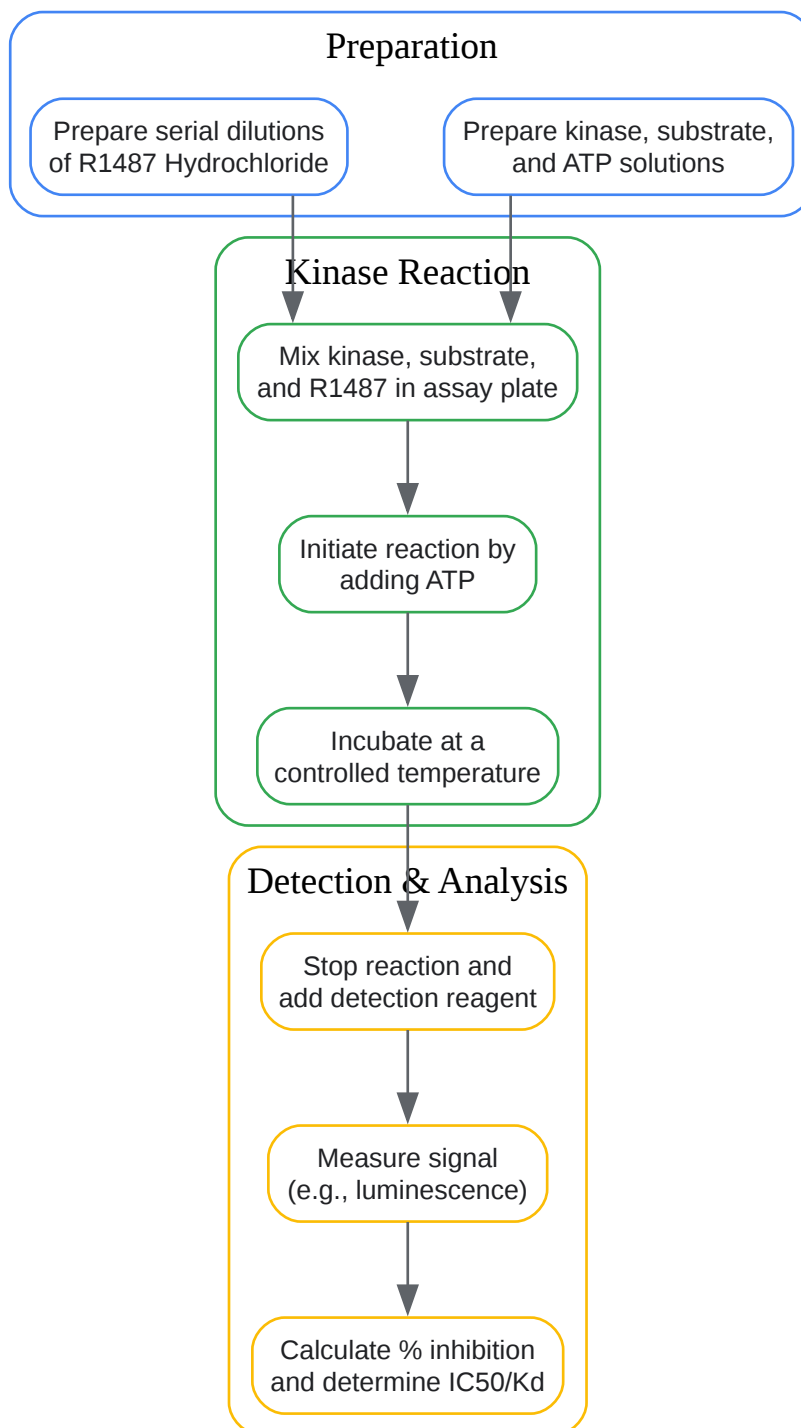 Preparation
Prepare serial dilutions
of R1487 Hydrochloride
Prepare kinase, substrate,
and ATP solutions
Kinase Reaction
Mix kinase, substrate,
and R1487 in assay plate
Initiate reaction by
adding ATP
Incubate at a
controlled temperature
Detection & Analysis
Stop reaction and
add detection reagent
Measure signal
(e.g., luminescence)
Calculate % inhibition
and determine IC50/Kd